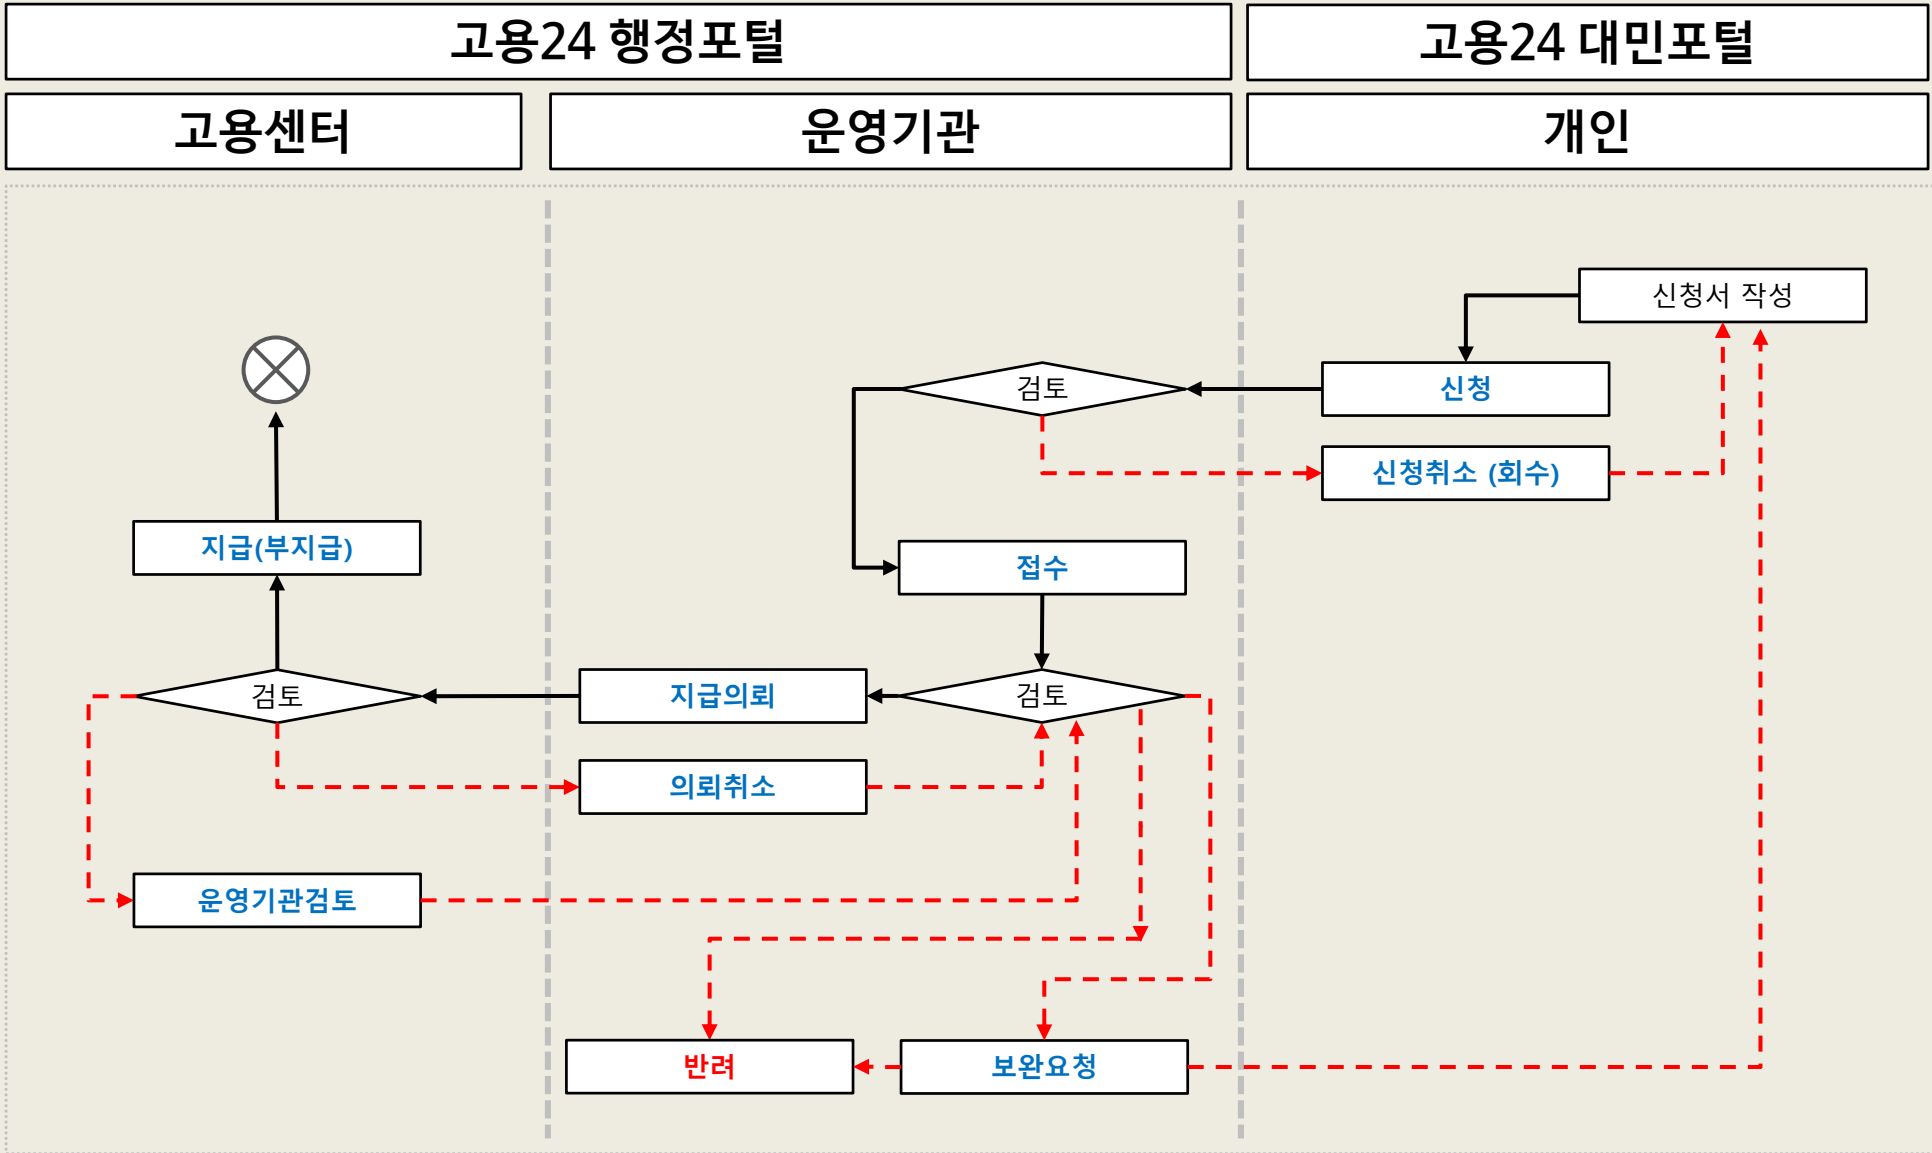 고용24 행정포털
고용24 대민포털
고용센터
운영기관
개인
신청서 작성
검토
신청
신청취소 (회수)
지급(부지급)
접수
검토
지급의뢰
검토
의뢰취소
운영기관검토
반려
보완요청